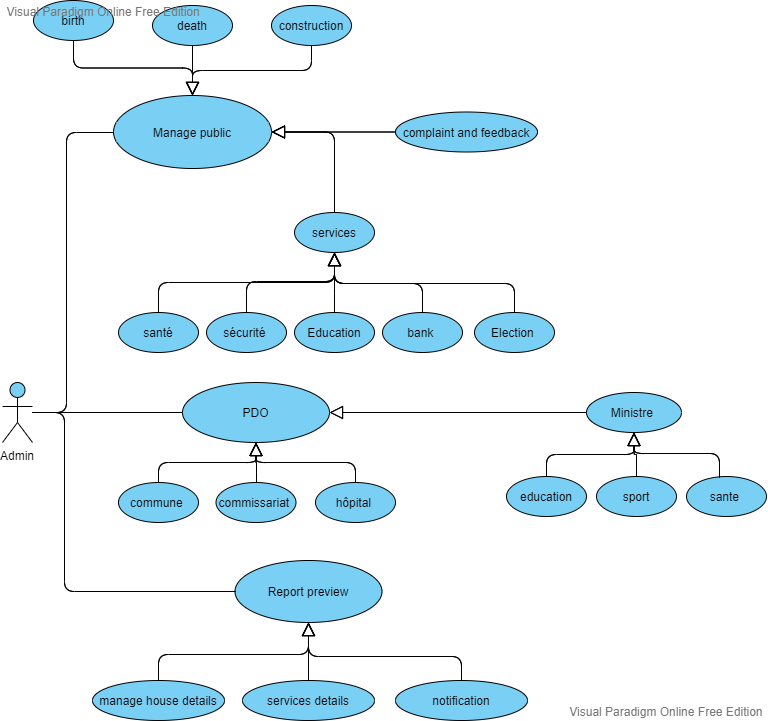 Visual Paradigm Online Free Edition
birth
death
construction
Manage public
complaint and feedback
services
santé
sécurité
Education
bank
Election
Admin
PDO
Ministre
commune
commissariat
hôpital
education
sport
sante
Report preview
manage house details
services details
notification
Visual Paradigm Online Free Edition